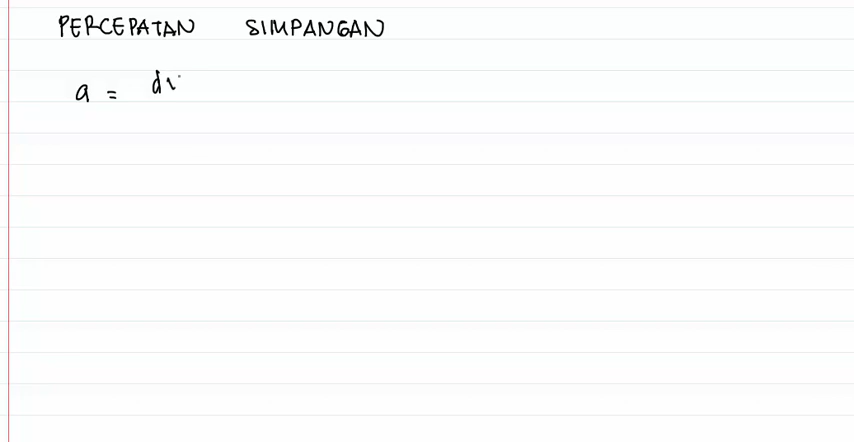 PERCEPATAN SIMPANGAN
a = d